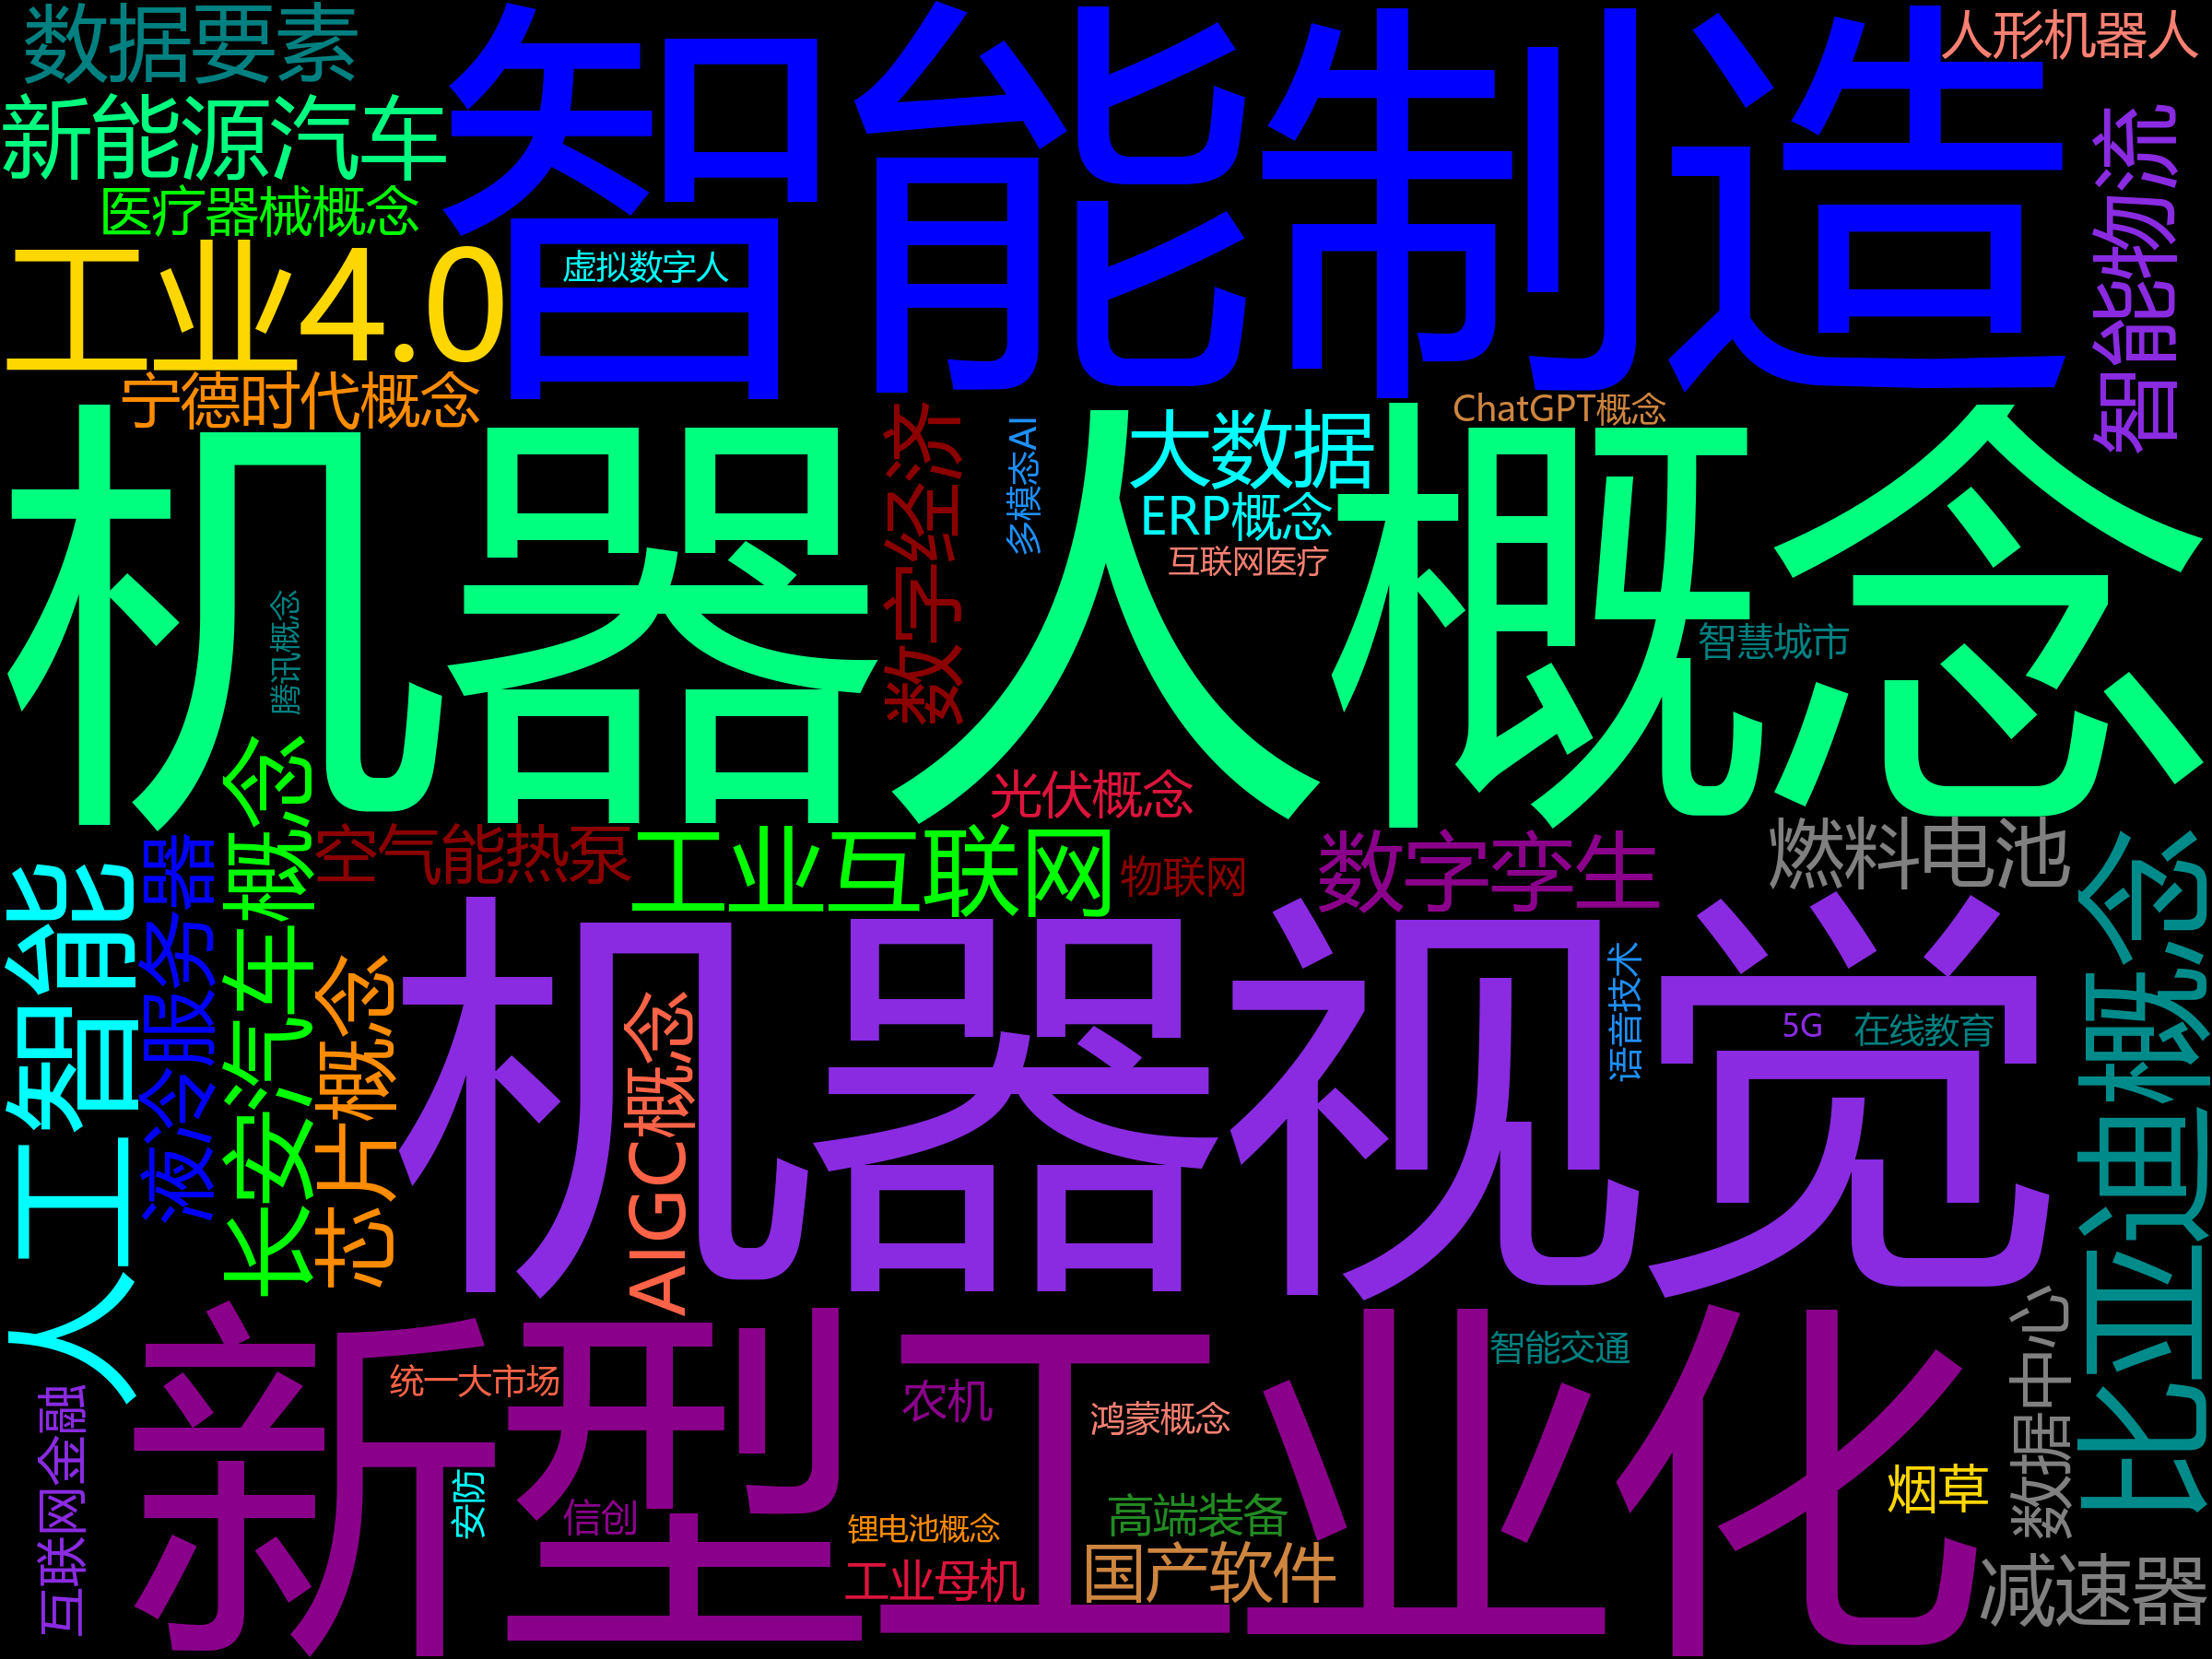 数据要素
智能制造
人形机器人
新能源汽车
智能物流
医疗器械概念
工业4.0
虚拟数字人
宁德时代概念
ChatGPT概念
机器人概念
数字经济
多模态AI
大数据
ERP概念
互联网医疗
腾讯概念
智慧城市
光伏概念
长安汽车概念
空气能热泵
工业互联网
物联网
数字孪生
燃料电池
人工智能
液冷服务器
芯片概念
机器视觉
AIGC概念
语音技术
5G
在线教育
比亚迪概念
新型工业化
统一大市场
智能交通
数据中心
农机
鸿蒙概念
互联网金融
安防
信创
锂电池概念
高端装备
烟草
工业母机
国产软件
减速器